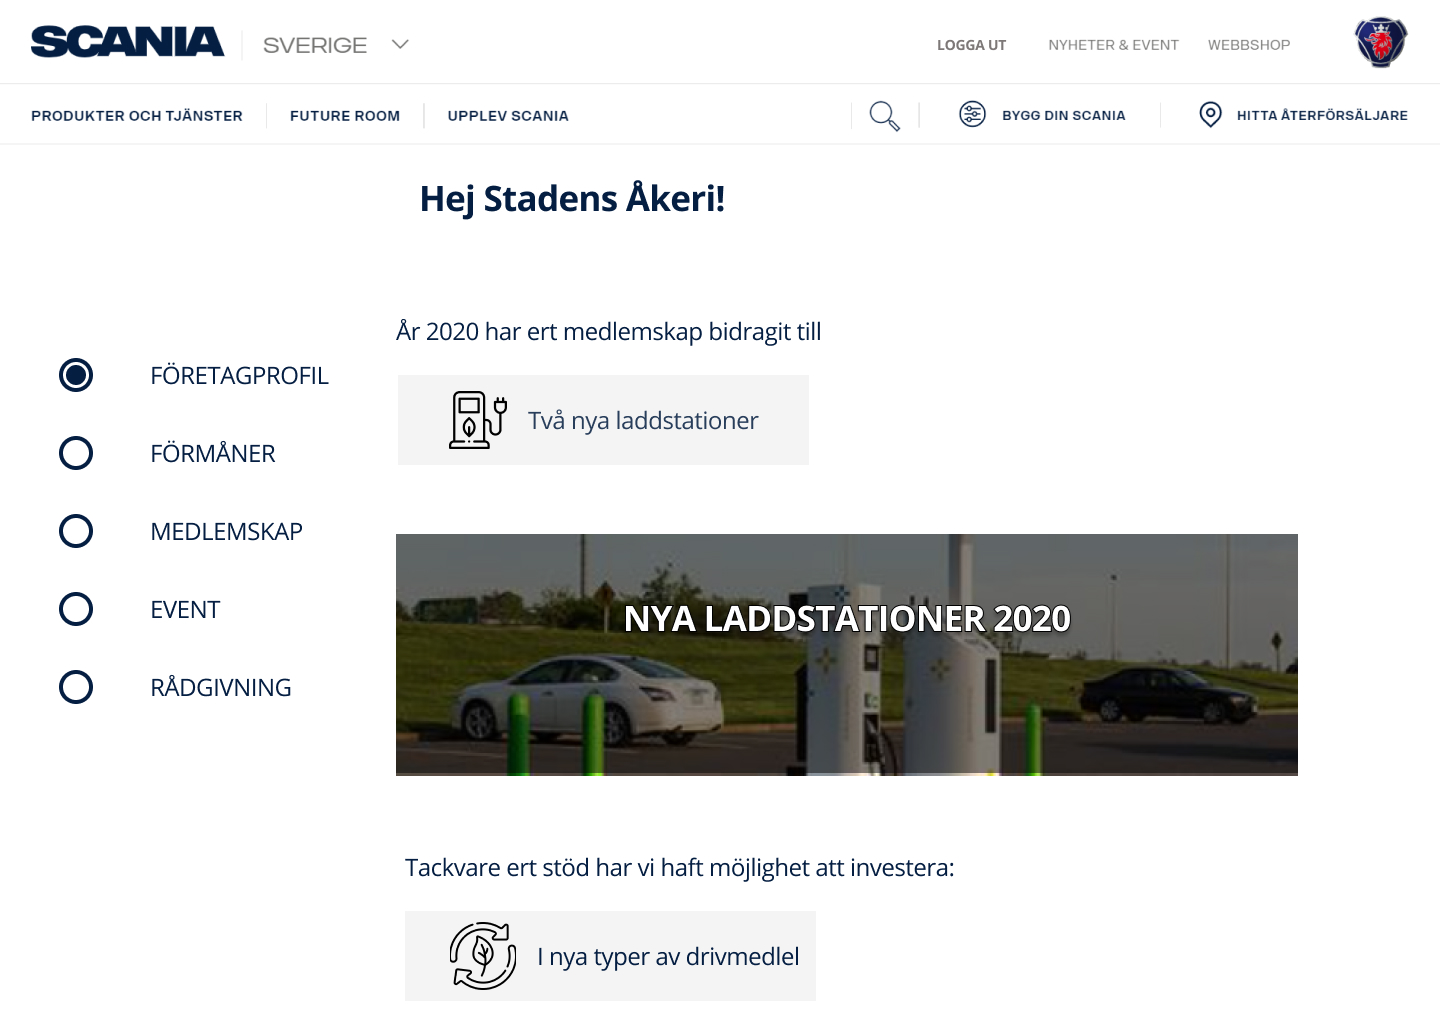 SCANIA
SVERIGE
LOGGA UT
NYHETER & EVENT
WEBBSHOP
PRODUKTER OCH TJÄNSTER
FUTURE ROOM
UPPLEV SCANIA
BYGG DIN SCANIA
HITTA ÅTERFÖRSÄLJARE
Hej Stadens Åkeri!
FÖRETAGPROFIL
FÖRMÅNER
MEDLEMSKAP
EVENT
RÅDGIVNING
År 2020 har ert medlemskap bidragit till
Två nya laddstationer
NYA LADDSTATIONER 2020
Tackvare ert stöd har vi haft möjlighet att investera:
I nya typer av drivmedlel